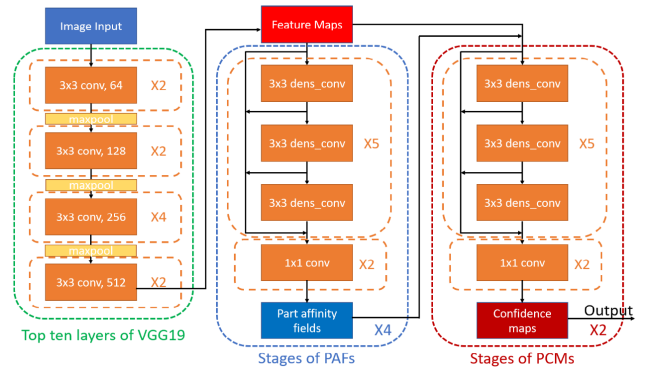 Image Input
3x3 conv, 64
X2
maxpool
3x3 conv, 128
X2
maxpool
3x3 conv, 256
X4
maxpool
3x3 conv, 512
X2
Top ten layers of VGG19
Feature Maps
3x3 dens_conv
3x3 dens_conv
X5
3x3 dens_conv
1x1 conv
X2
Part affinity
fields
X4
Stages of PAFs
3x3 dens_conv
3x3 dens_conv
X5
3x3 dens_conv
1x1 conv
X2
Confidence
maps
Output
X2
Stages of PCMs